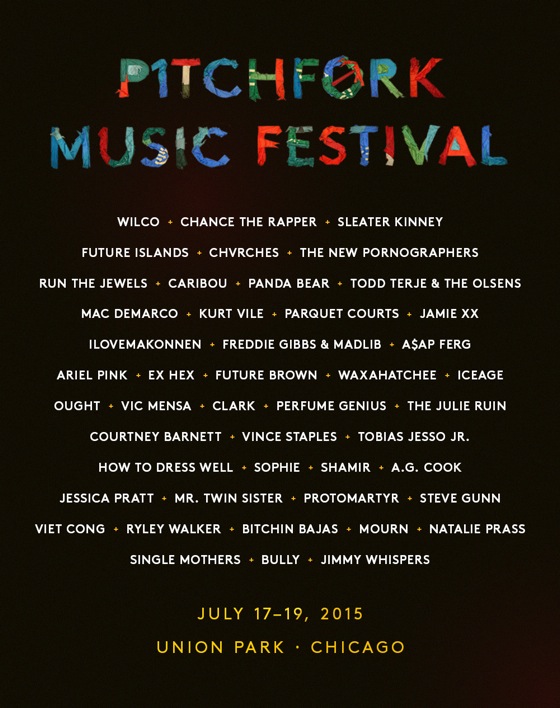 PITCHFORK
MUSIC FESTIVAL
WILCO + CHANCE THE RAPPER + SLEATER KINNEY
FUTURE ISLANDS + CHVRCHES + THE NEW PORNOGRAPHERS
RUN THE JEWELS + CARIBOU + PANDA BEAR + TODD TERJE & THE OLSENS
MAC DEMARCO + KURT VILE + PARQUET COURTS + JAMIE XX
ILOVEMAKONNEN + FREDDIE GIBBS & MADLIB + A$AP FERG
ARIEL PINK + EX HEX + FUTURE BROWN + WAXAHATCHEE + ICEAGE
OUGHT + VIC MENSA + CLARK + PERFUME GENIUS + THE JULIE RUIN
COURTNEY BARNETT + VINCE STAPLES + TOBIAS JESSO JR.
HOW TO DRESS WELL + SOPHIE + SHAMIR + A.G. COOK
JESSICA PRATT + MR. TWIN SISTER + PROTOMARTYR + STEVE GUNN
VIET CONG + RYLEY WALKER + BITCHIN BAJAS + MOURN + NATALIE PRASS
SINGLE MOTHERS + BULLY + JIMMY WHISPERS
JULY 17–19, 2015
UNION PARK · CHICAGO